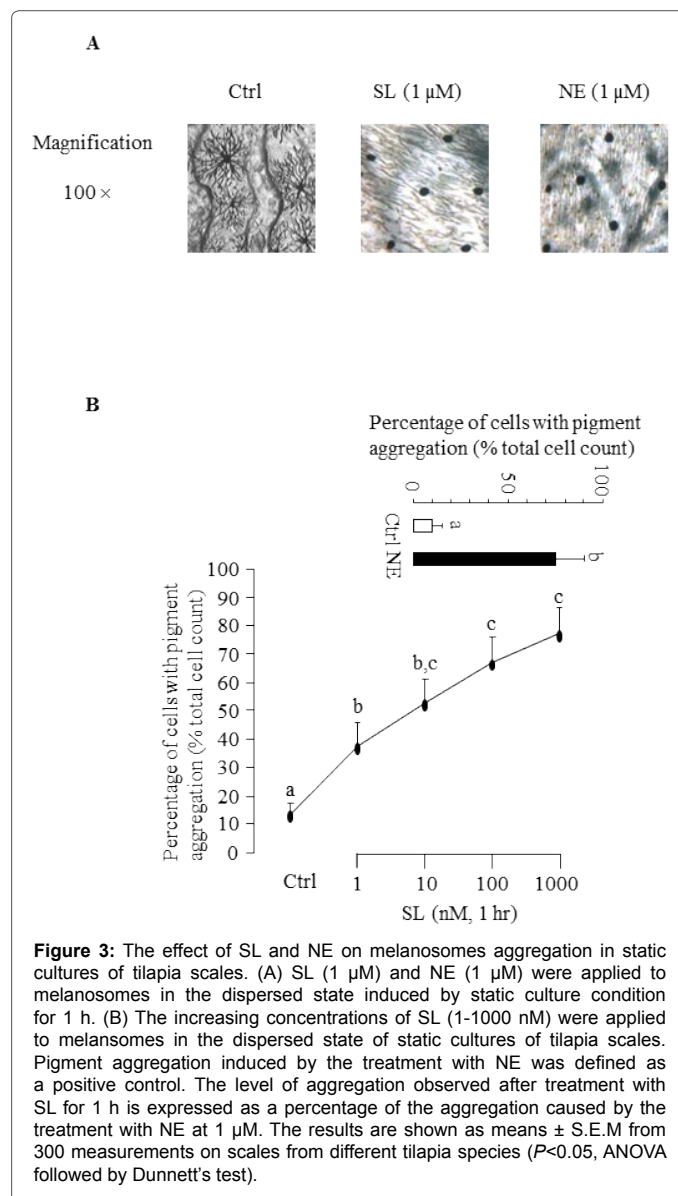 A
Ctrl SL (1 μM) NE (1 μM)
Magnification
100 ×
B
Percentage of cells with pigment
aggregation (% total cell count)
0 50 100
Ctrl a
NE b
Percentage of cells with pigment
aggregation (% total cell count)
100
90
80
70
60
50
40
30
20
10
0
a
b
b,c
c
c
Ctrl 1 10 100 1000
SL (nM, 1 hr)
Figure 3: The effect of SL and NE on melanosomes aggregation in static
cultures of tilapia scales. (A) SL (1 μM) and NE (1 μM) were applied to
melanosomes in the dispersed state induced by static culture condition
for 1 h. (B) The increasing concentrations of SL (1-1000 nM) were applied
to melansomes in the dispersed state of static cultures of tilapia scales.
Pigment aggregation induced by the treatment with NE was defined as
a positive control. The level of aggregation observed after treatment with
SL for 1 h is expressed as a percentage of the aggregation caused by the
treatment with NE at 1 μM. The results are shown as means ± S.E.M from
300 measurements on scales from different tilapia species (P<0.05, ANOVA
followed by Dunnett's test).